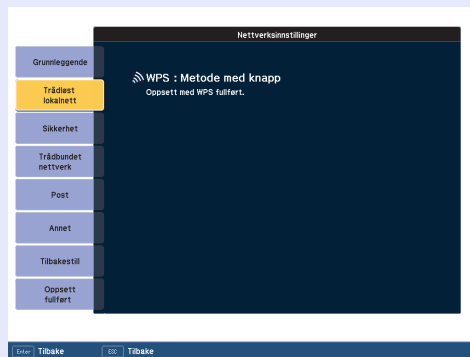 Nettverksinnstillinger
Grunnleggende
Trådløst
lokalnett
Sikkerhet
Trådbundet
nettverk
Post
Annet
Tilbakestill
Oppsett
fullført
WPS : Metode med knapp
Oppsett med WPS fullført.
Enter Tilbake ESC Tilbake